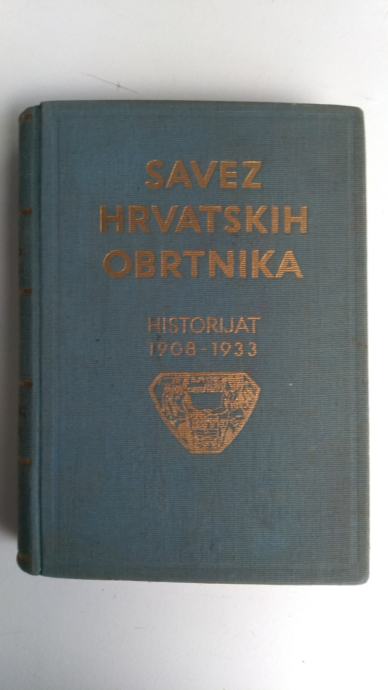 SAVEZ
HRVATSKIH
OBRTNIKA
HISTORIJAT
1908-1933